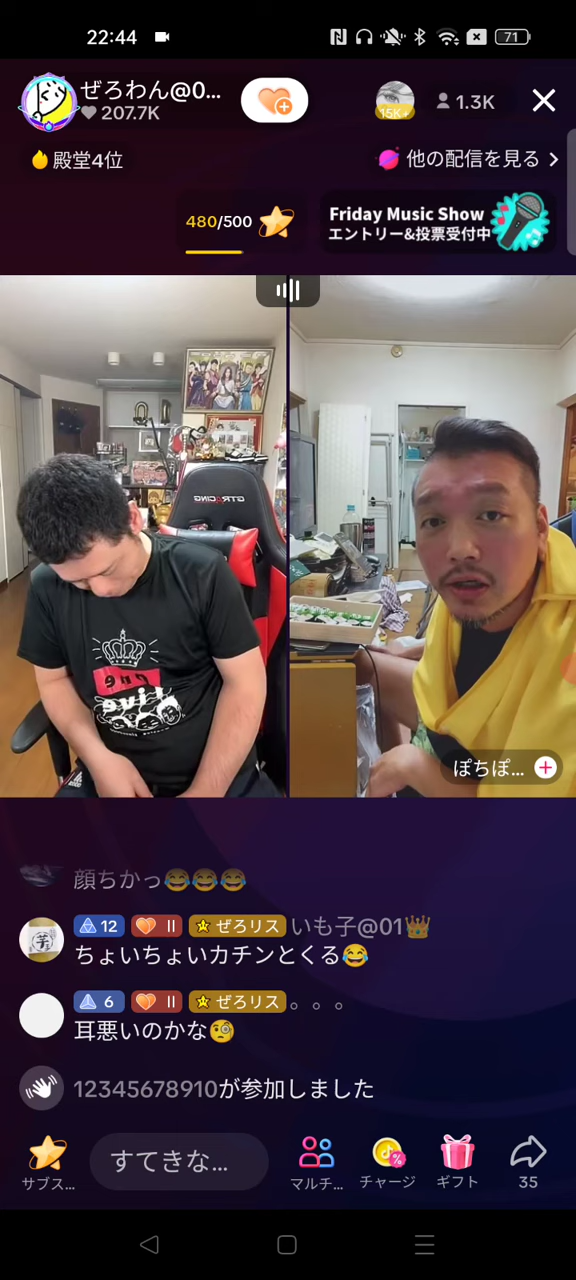 22:44
71
ぜろわん@0...
207.7K
15K+
1.3K
殿堂4位
他の配信を見る
480/500
Friday Music Show
エントリー&投票受付中
GTRACING
One
Live
ぽちぽ...
顔ちかっ😂😂😂
12 II ぜろリス いも子@01👑
ちょいちょいカチンとくる😂
6 II ぜろリス 。。。
耳悪いのかな🧐
12345678910が参加しました
サブス...
すてきな...
マルチ...
チャージ
ギフト
35